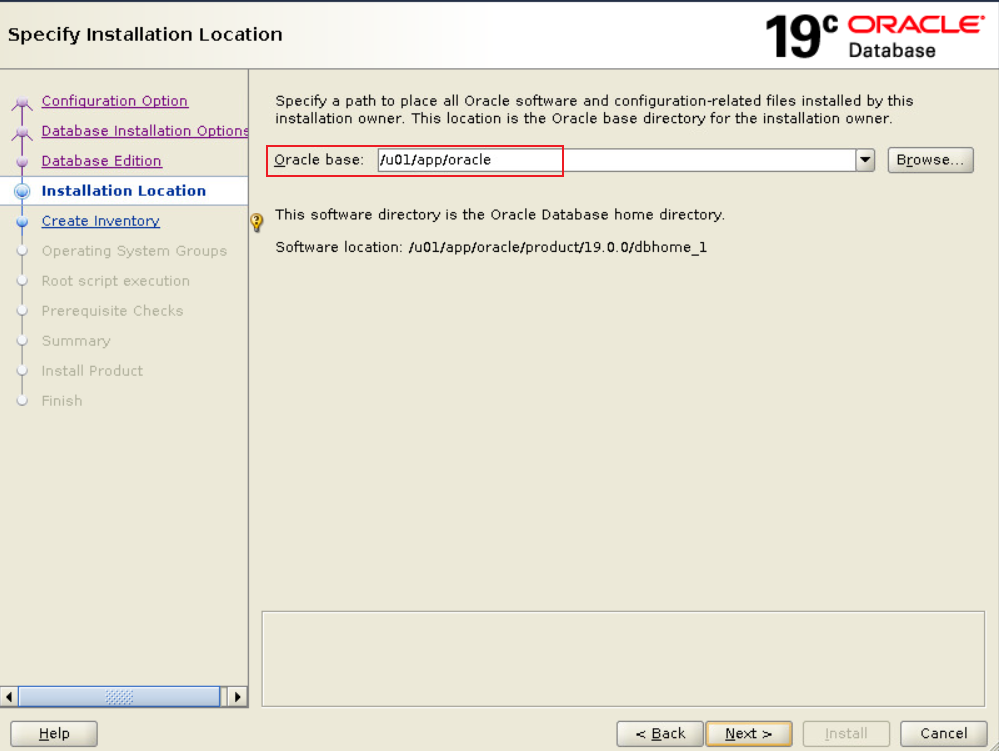 Specify Installation Location
19c ORACLE
Database
Configuration Option
Database Installation Options
Database Edition
Installation Location
Create Inventory
Operating System Groups
Root script execution
Prerequisite Checks
Summary
Install Product
Finish
Specify a path to place all Oracle software and configuration-related files installed by this
installation owner. This location is the Oracle base directory for the installation owner.
Oracle base: /u01/app/oracle Browse...
This software directory is the Oracle Database home directory.
Software location: /u01/app/oracle/product/19.0.0/dbhome_1
Help < Back Next > Install Cancel